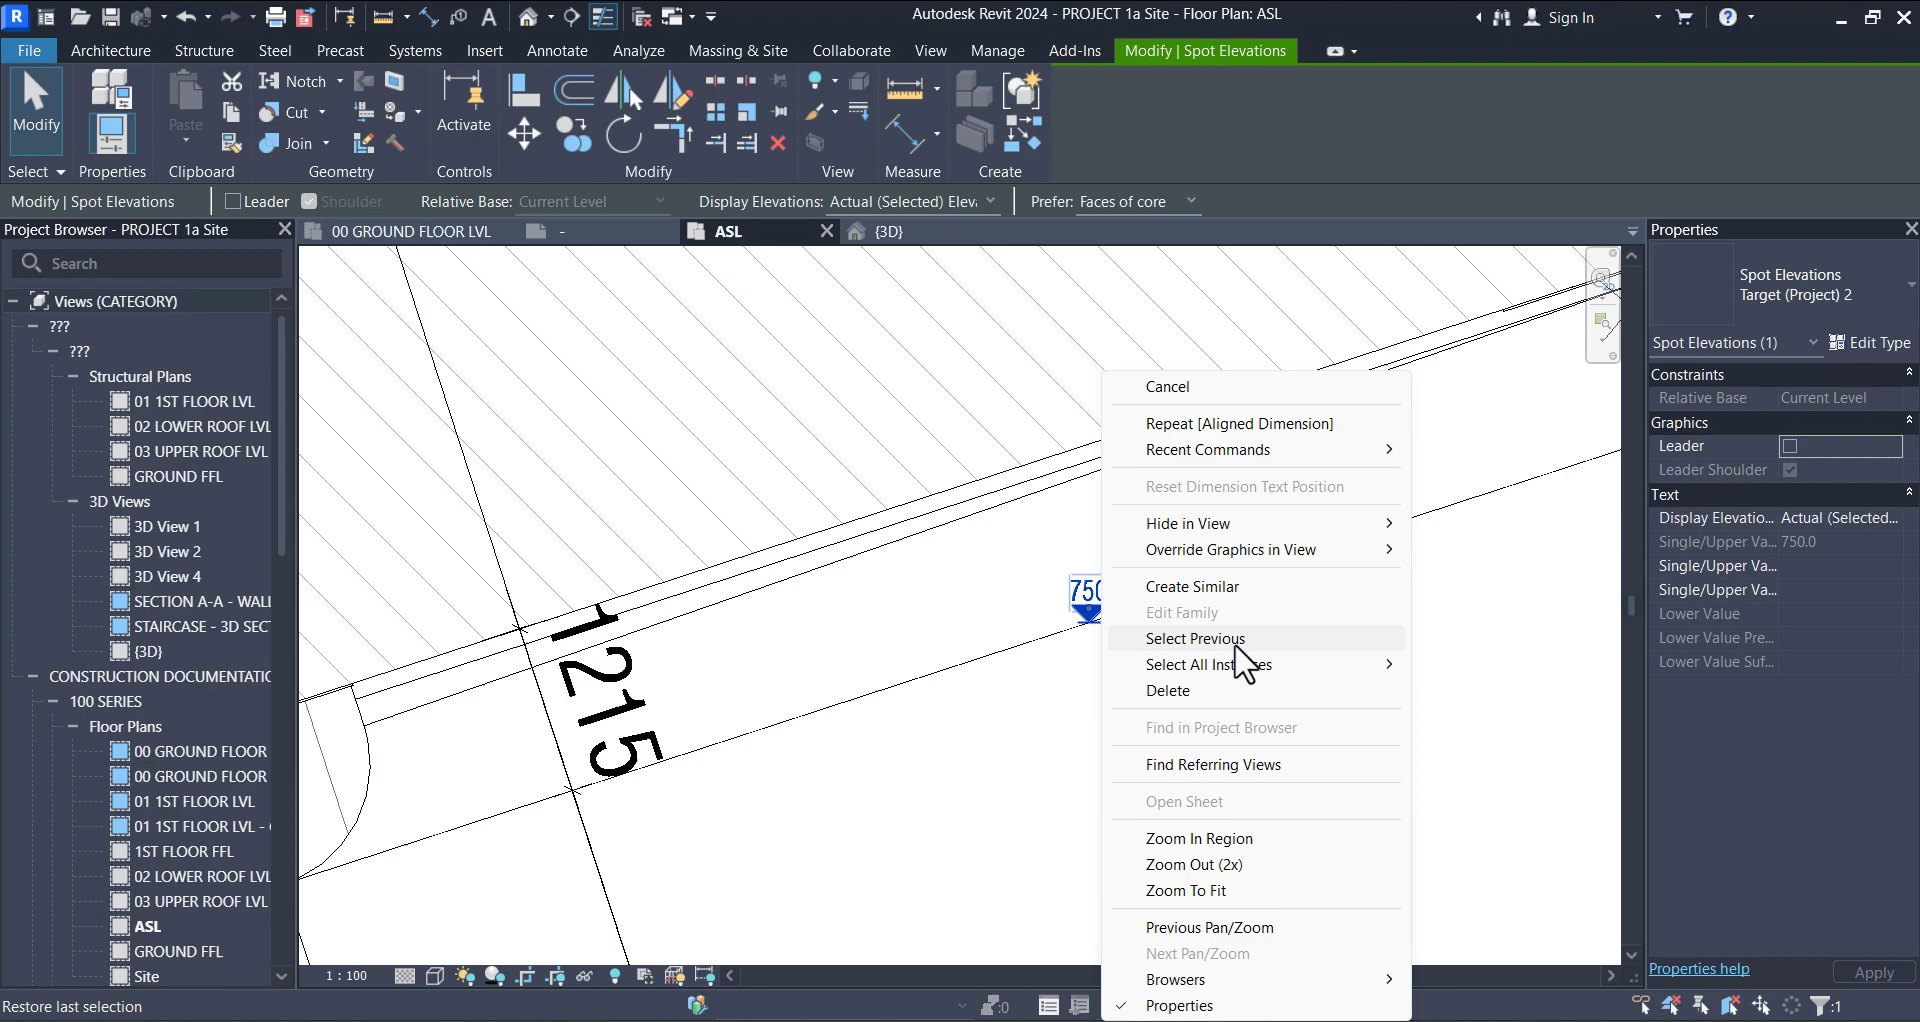 Autodesk Revit 2024 - PROJECT 1a Site - Floor Plan: ASL
Sign In
File Architecture Structure Steel Precast Systems Insert Annotate Analyze Massing & Site Collaborate View Manage Add-Ins Modify | Spot Elevations
Modify
Paste
Notch
Cut
Join
Activate
Select Properties Clipboard Geometry Controls Modify View Measure Create
Modify | Spot Elevations Leader Shoulder Relative Base: Current Level Display Elevations: Actual (Selected) Eleva Prefer: Faces of core
Project Browser - PROJECT 1a Site
00 GROUND FLOOR LVL
-
ASL
{3D}
Search
Views (CATEGORY)
???
???
Structural Plans
01 1ST FLOOR LVL
02 LOWER ROOF LVL
03 UPPER ROOF LVL
GROUND FFL
3D Views
3D View 1
3D View 2
3D View 4
SECTION A-A - WALL
STAIRCASE - 3D SECT
{3D}
CONSTRUCTION DOCUMENTATIO
100 SERIES
Floor Plans
00 GROUND FLOOR
00 GROUND FLOOR
01 1ST FLOOR LVL
01 1ST FLOOR LVL -
1ST FLOOR FFL
02 LOWER ROOF LVL
03 UPPER ROOF LVL
ASL
GROUND FFL
Site
1215
750
Cancel
Repeat [Aligned Dimension]
Recent Commands
Reset Dimension Text Position
Hide in View
Override Graphics in View
Create Similar
Edit Family
Select Previous
Select All Instances
Delete
Find in Project Browser
Find Referring Views
Open Sheet
Zoom In Region
Zoom Out (2x)
Zoom To Fit
Previous Pan/Zoom
Next Pan/Zoom
Browsers
Properties
Properties
Spot Elevations
Target (Project) 2
Spot Elevations (1) Edit Type
Constraints
Relative Base Current Level
Graphics
Leader
Leader Shoulder
Text
Display Elevatio... Actual (Selected...
Single/Upper Va... 750.0
Single/Upper Va...
Single/Upper Va...
Lower Value
Lower Value Pre...
Lower Value Suf...
Properties help Apply
1 : 100
Restore last selection
:0
:1